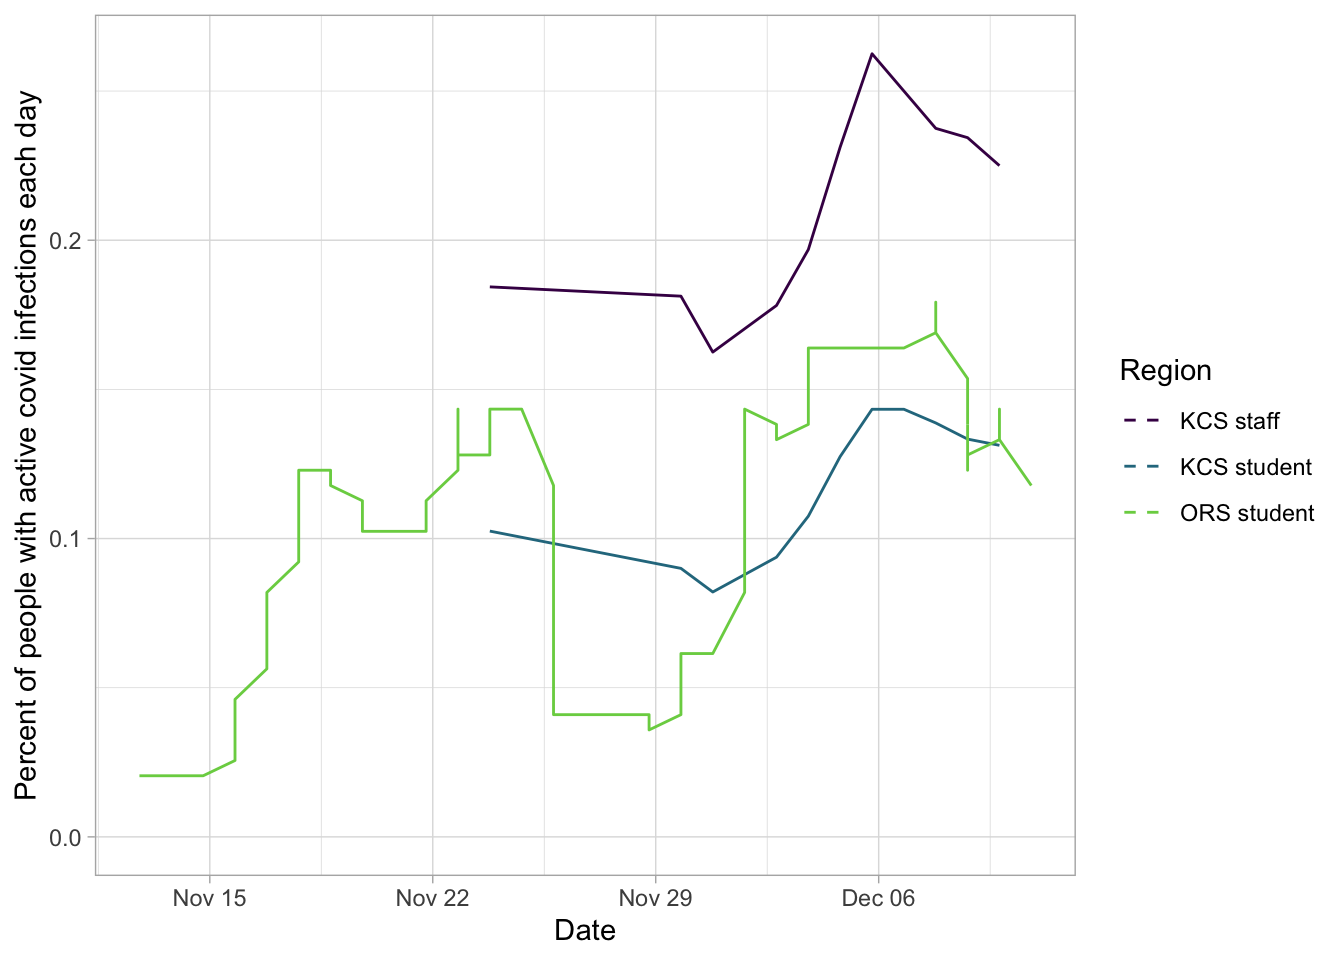 Percent of people with active covid infections each day
0.2
0.1
0.0
Nov 15
Nov 22
Nov 29
Dec 06
Date
Region
KCS staff
KCS student
ORS student